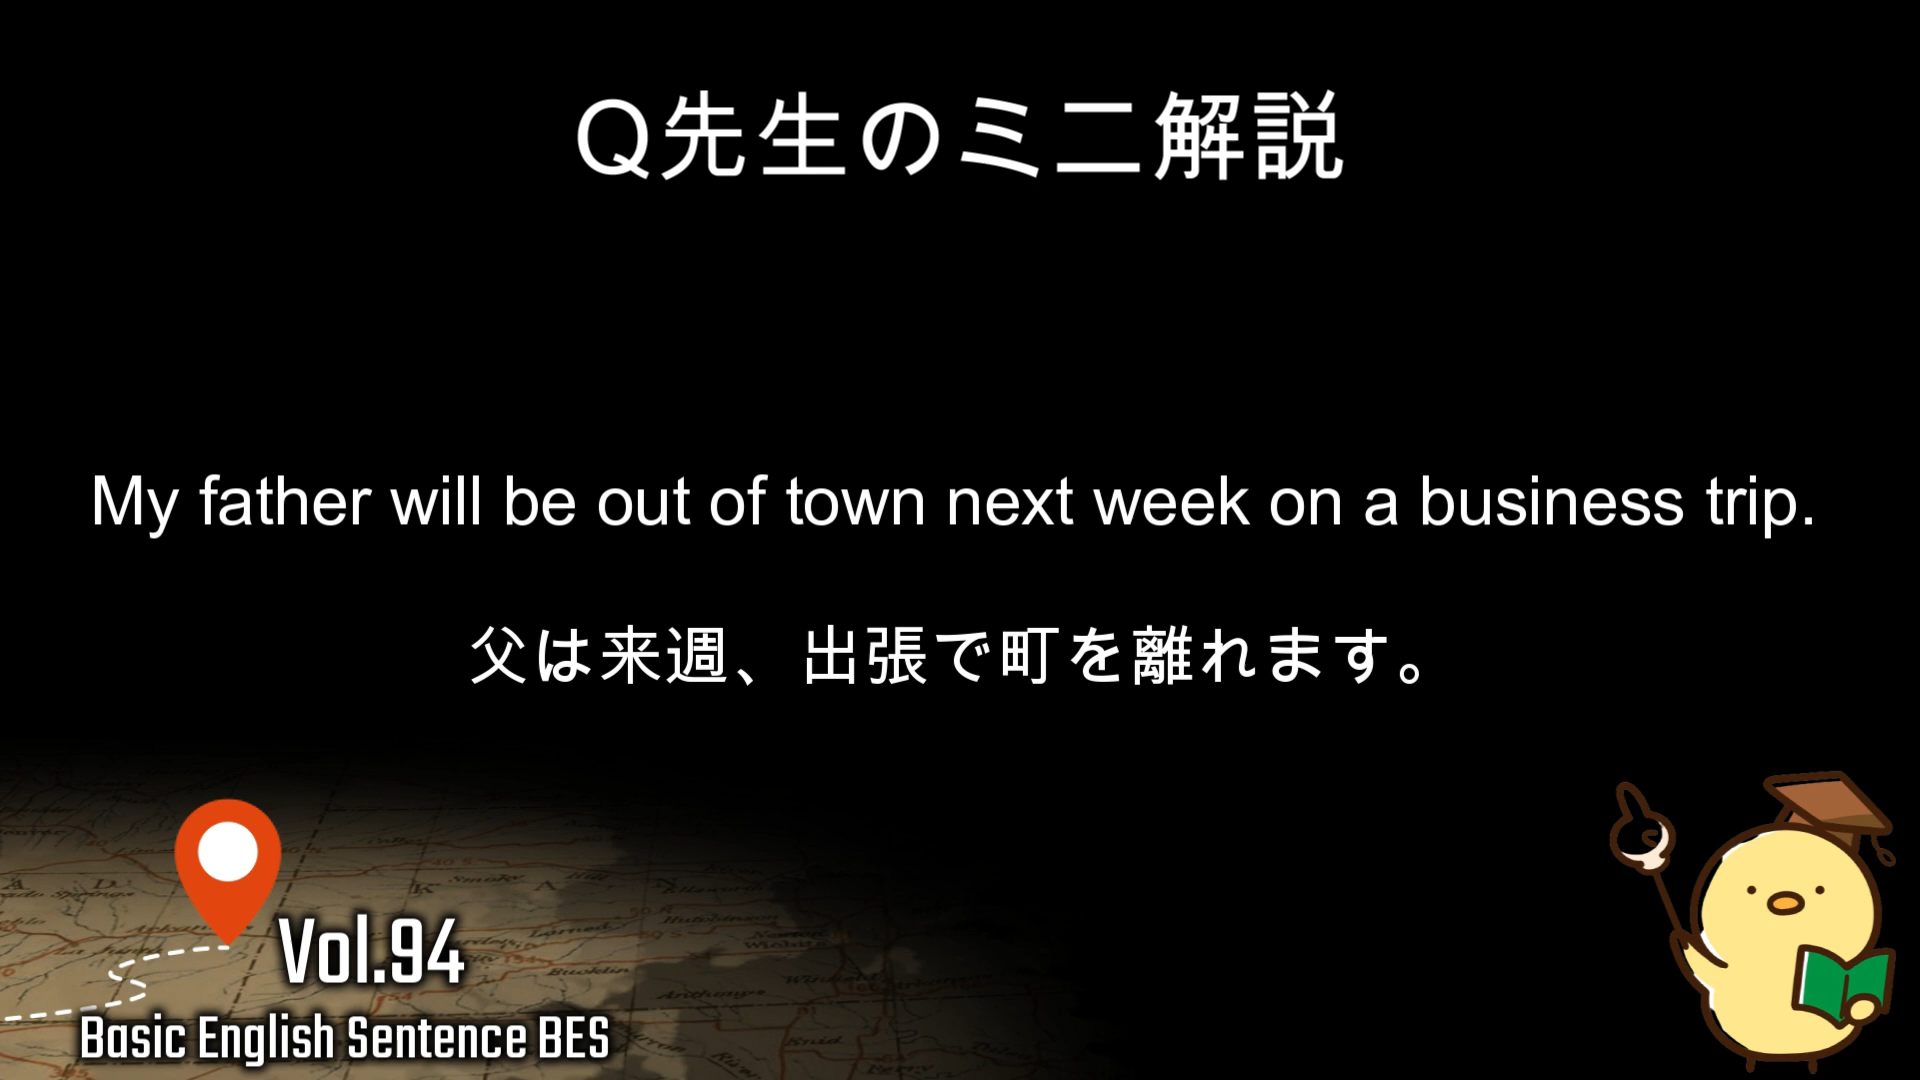 Q先生のミニ解説
My father will be out of town next week on a business trip.
父は来週、出張で町を離れます。
Vol.94
Basic English Sentence BES